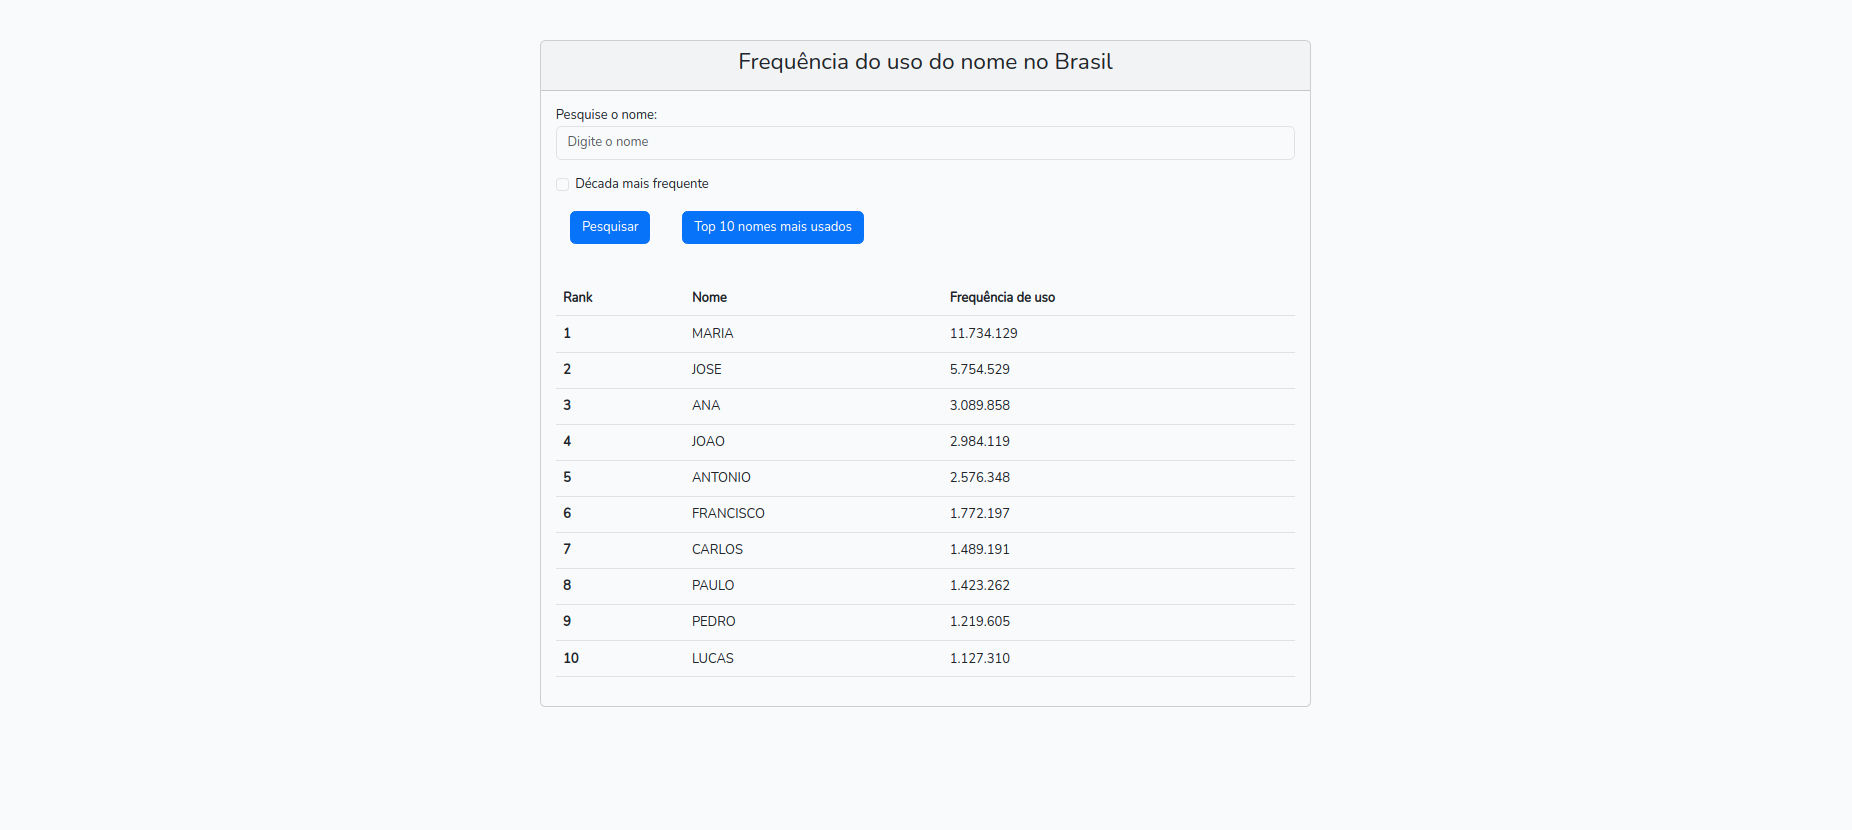 Frequência do uso do nome no Brasil
Pesquise o nome:
Digite o nome
Década mais frequente
Pesquisar Top 10 nomes mais usados
Rank Nome Frequência de uso
1 MARIA 11.734.129
2 JOSE 5.754.529
3 ANA 3.089.858
4 JOAO 2.984.119
5 ANTONIO 2.576.348
6 FRANCISCO 1.772.197
7 CARLOS 1.489.191
8 PAULO 1.423.262
9 PEDRO 1.219.605
10 LUCAS 1.127.310